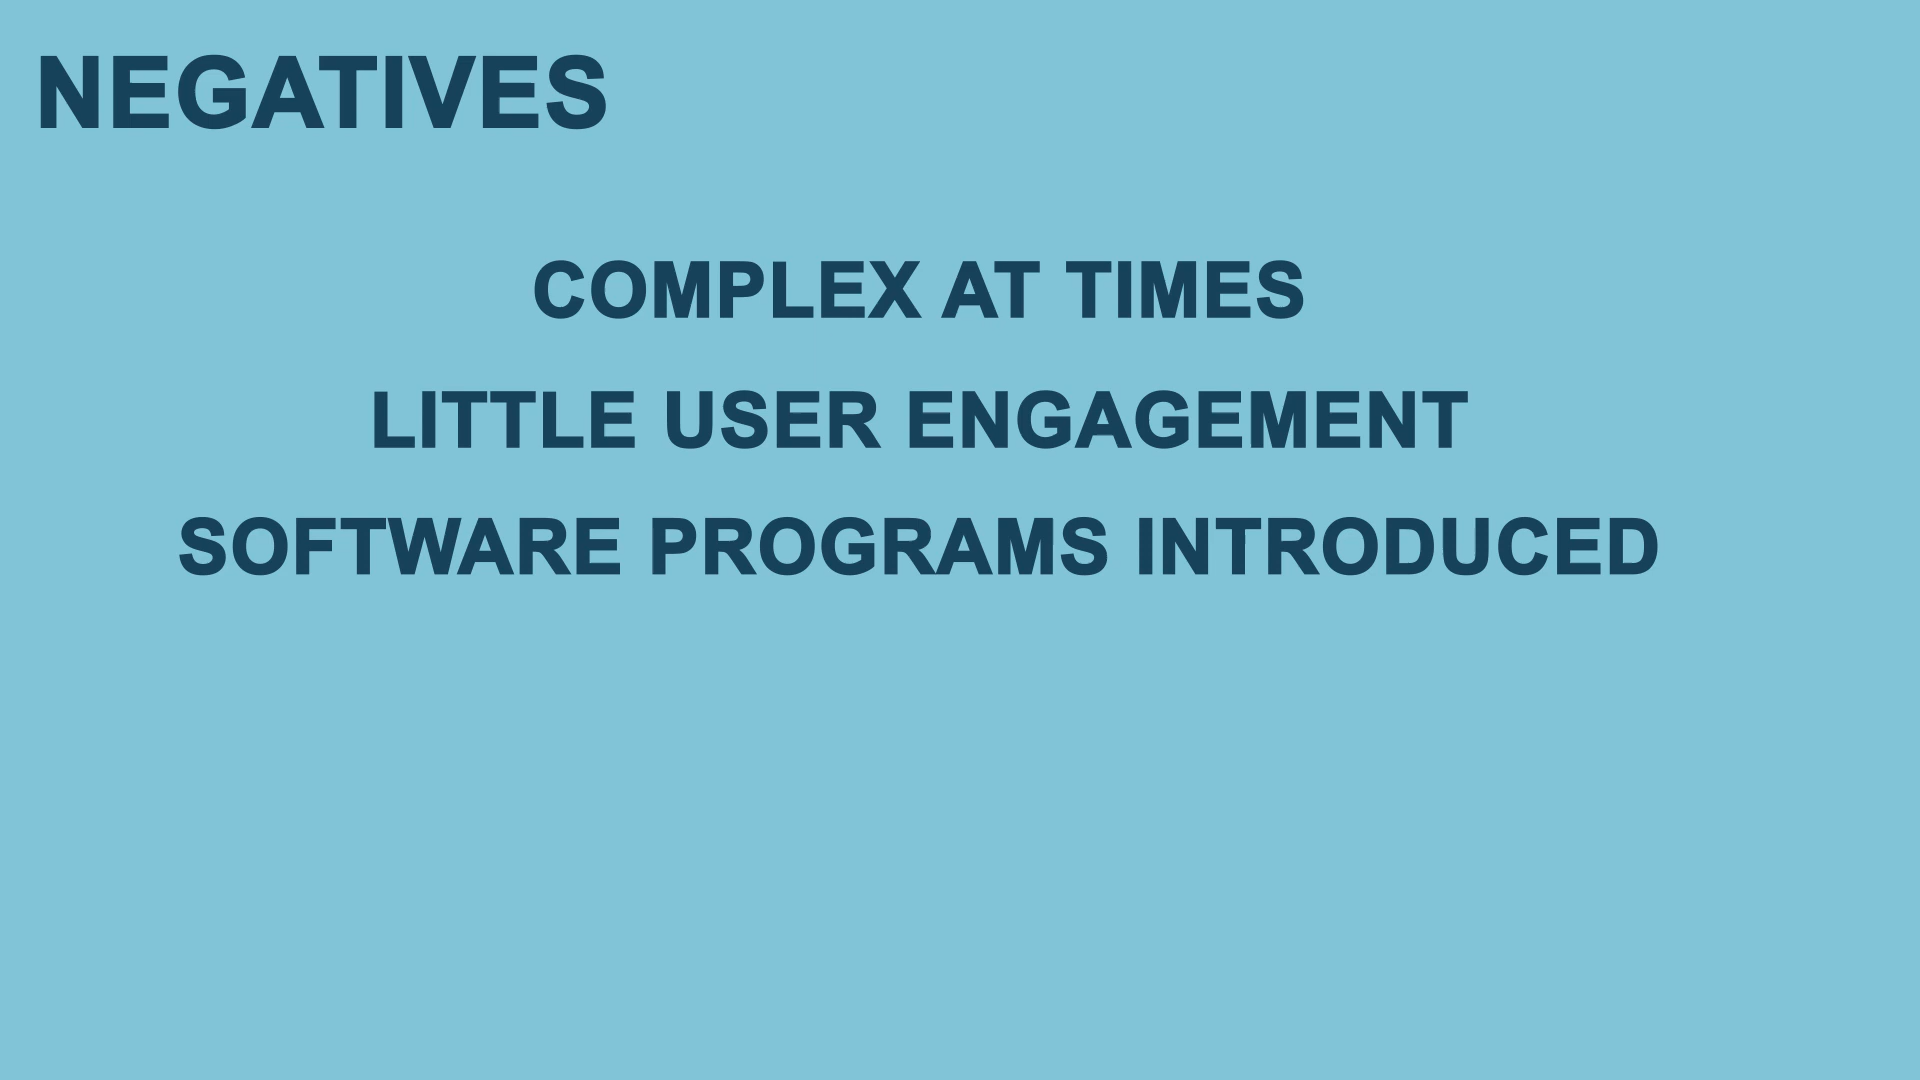 NEGATIVES
COMPLEX AT TIMES
LITTLE USER ENGAGEMENT
SOFTWARE PROGRAMS INTRODUCED